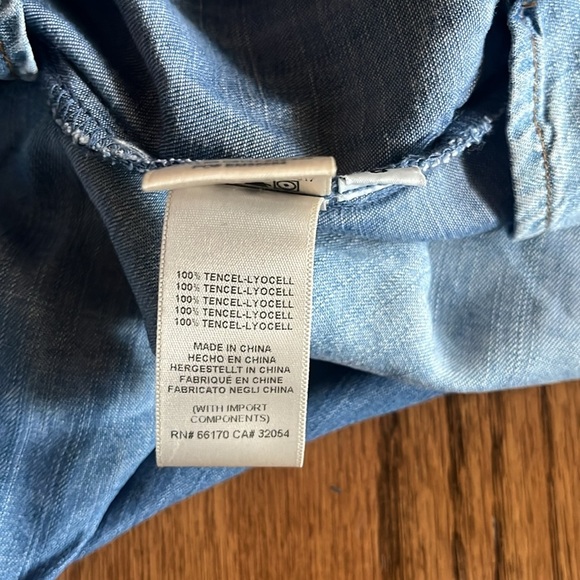 100% TENCEL-LYOCELL
100% TENCEL-LYOCELL
100% TENCEL-LYOCELL
100% TENCEL-LYOCELL
100% TENCEL-LYOCELL
MADE IN CHINA
HECHO EN CHINA
HERGESTELLT IN CHINA
FABRIQUÉ EN CHINE
FABRICATO NEGLI CHINA
(WITH IMPORT
COMPONENTS)
RN# 66170 CA# 32054